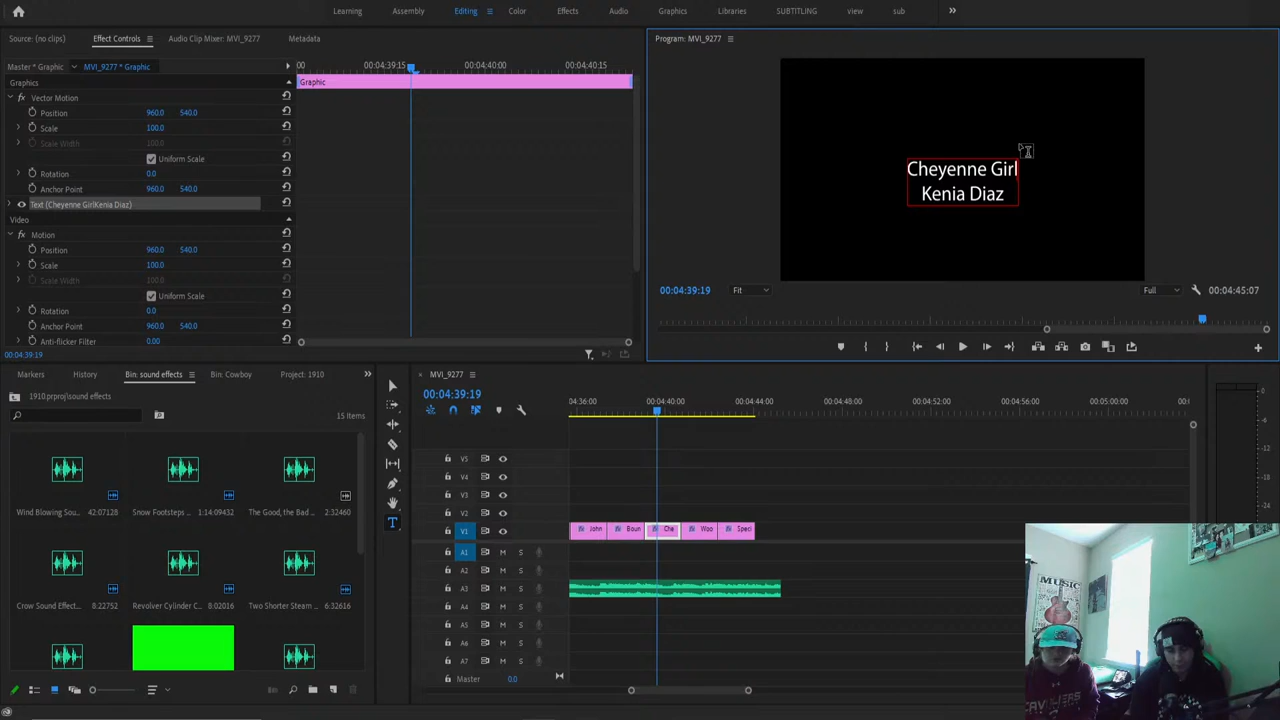 Learning
Assembly
Editing
Color
Effects
Audio
Graphics
Libraries
SUBTITLING
view
sub
Source: (no clips)
Effect Controls
Audio Clip Mixer: MVI_9277
Metadata
Master * Graphic
MVI_9277 * Graphic
:00
00:04:39:15
00:04:40:00
00:04:40:15
Graphics
Graphic
fx Vector Motion
Position 960.0 540.0
Scale 100.0
Scale Width 100.0
Uniform Scale
Rotation 0.0
Anchor Point 960.0 540.0
Text (Cheyenne GirlKenia Diaz)
Video
fx Motion
Position 960.0 540.0
Scale 100.0
Scale Width 100.0
Uniform Scale
Rotation 0.0
Anchor Point 960.0 540.0
Anti-flicker Filter 0.00
00:04:39:19
Program: MVI_9277
Cheyenne Girl
Kenia Diaz
00:04:39:19
Fit
Full
00:04:45:07
Markers
History
Bin: sound effects
Bin: Cowboy
Project: 1910
1910.prproj\sound effects
15 Items
Wind Blowing Sou... 42:07128
Snow Footsteps ... 1:14:09432
The Good, the Bad ... 2:32460
Crow Sound Effect... 8:22752
Revolver Cylinder C... 8:02016
Two Shorter Steam ... 6:32616
MVI_9277
00:04:39:19
04:36:00
00:04:40:00
00:04:44:00
00:04:48:00
00:04:52:00
00:04:56:00
00:05:00:00
V5
V4
V3
V2
V1 V1
John
Boun
Che
Woo
Speci
A1 A1 M S
A2 M S
A3 M S
A4 M S
A5 M S
A6 M S
A7 M S
Master 0.0
MUSIC
CAVALIERS